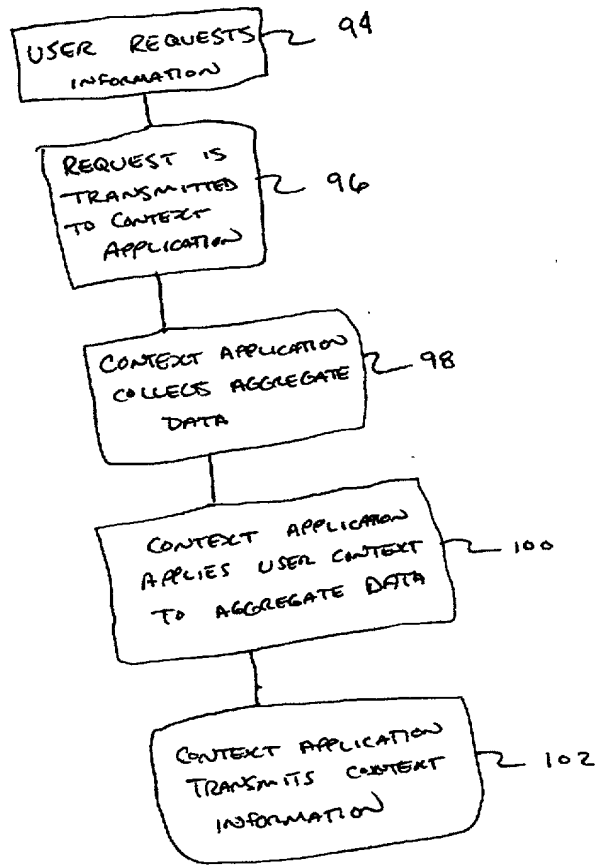 USER REQUESTS 94
INFORMATION
REQUEST IS
TRANSMITTED 96
TO CONTEXT
APPLICATION
CONTEXT APPLICATION 98
COLLECTS AGGREGATE
DATA
CONTEXT APPLICATION
APPLIES USER CONTEXT 100
TO AGGREGATE DATA
CONTEXT APPLICATION
TRANSMITS CONTEXT 102
INFORMATION